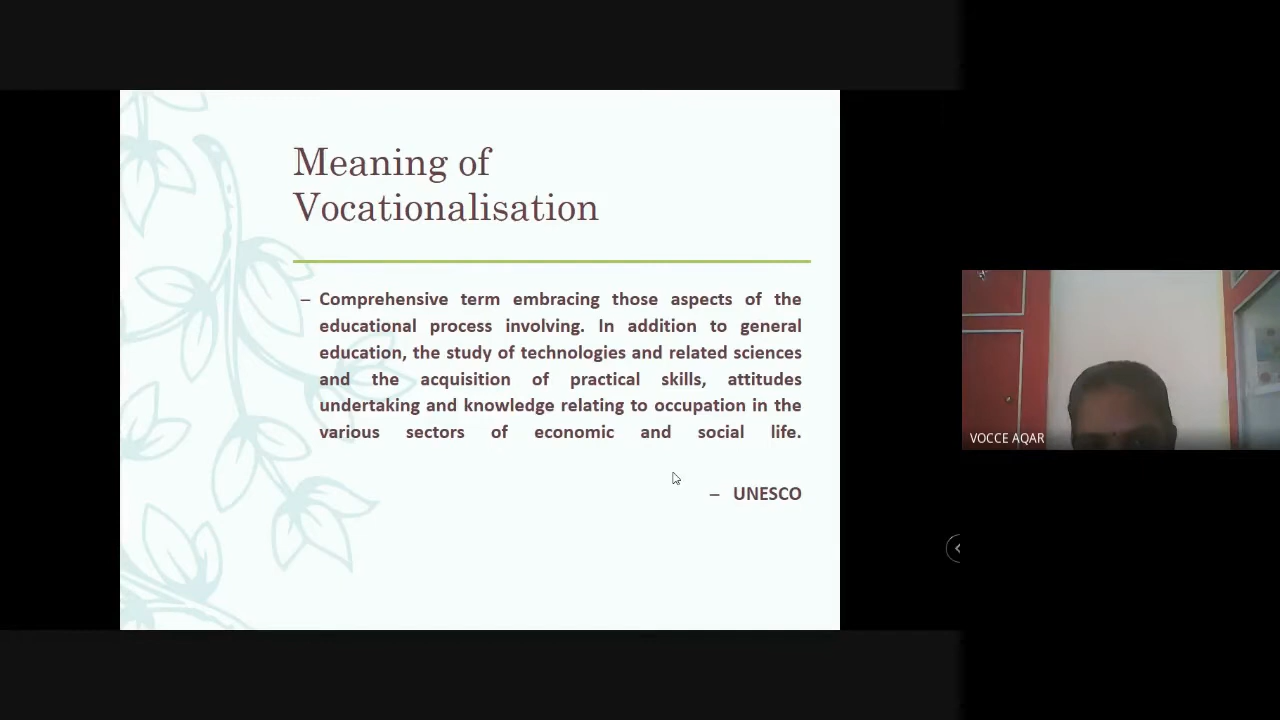 Meaning of
Vocationalisation
– Comprehensive term embracing those aspects of the
educational process involving. In addition to general
education, the study of technologies and related sciences
and the acquisition of practical skills, attitudes
undertaking and knowledge relating to occupation in the
various sectors of economic and social life.
– UNESCO
VOCCE AQAR